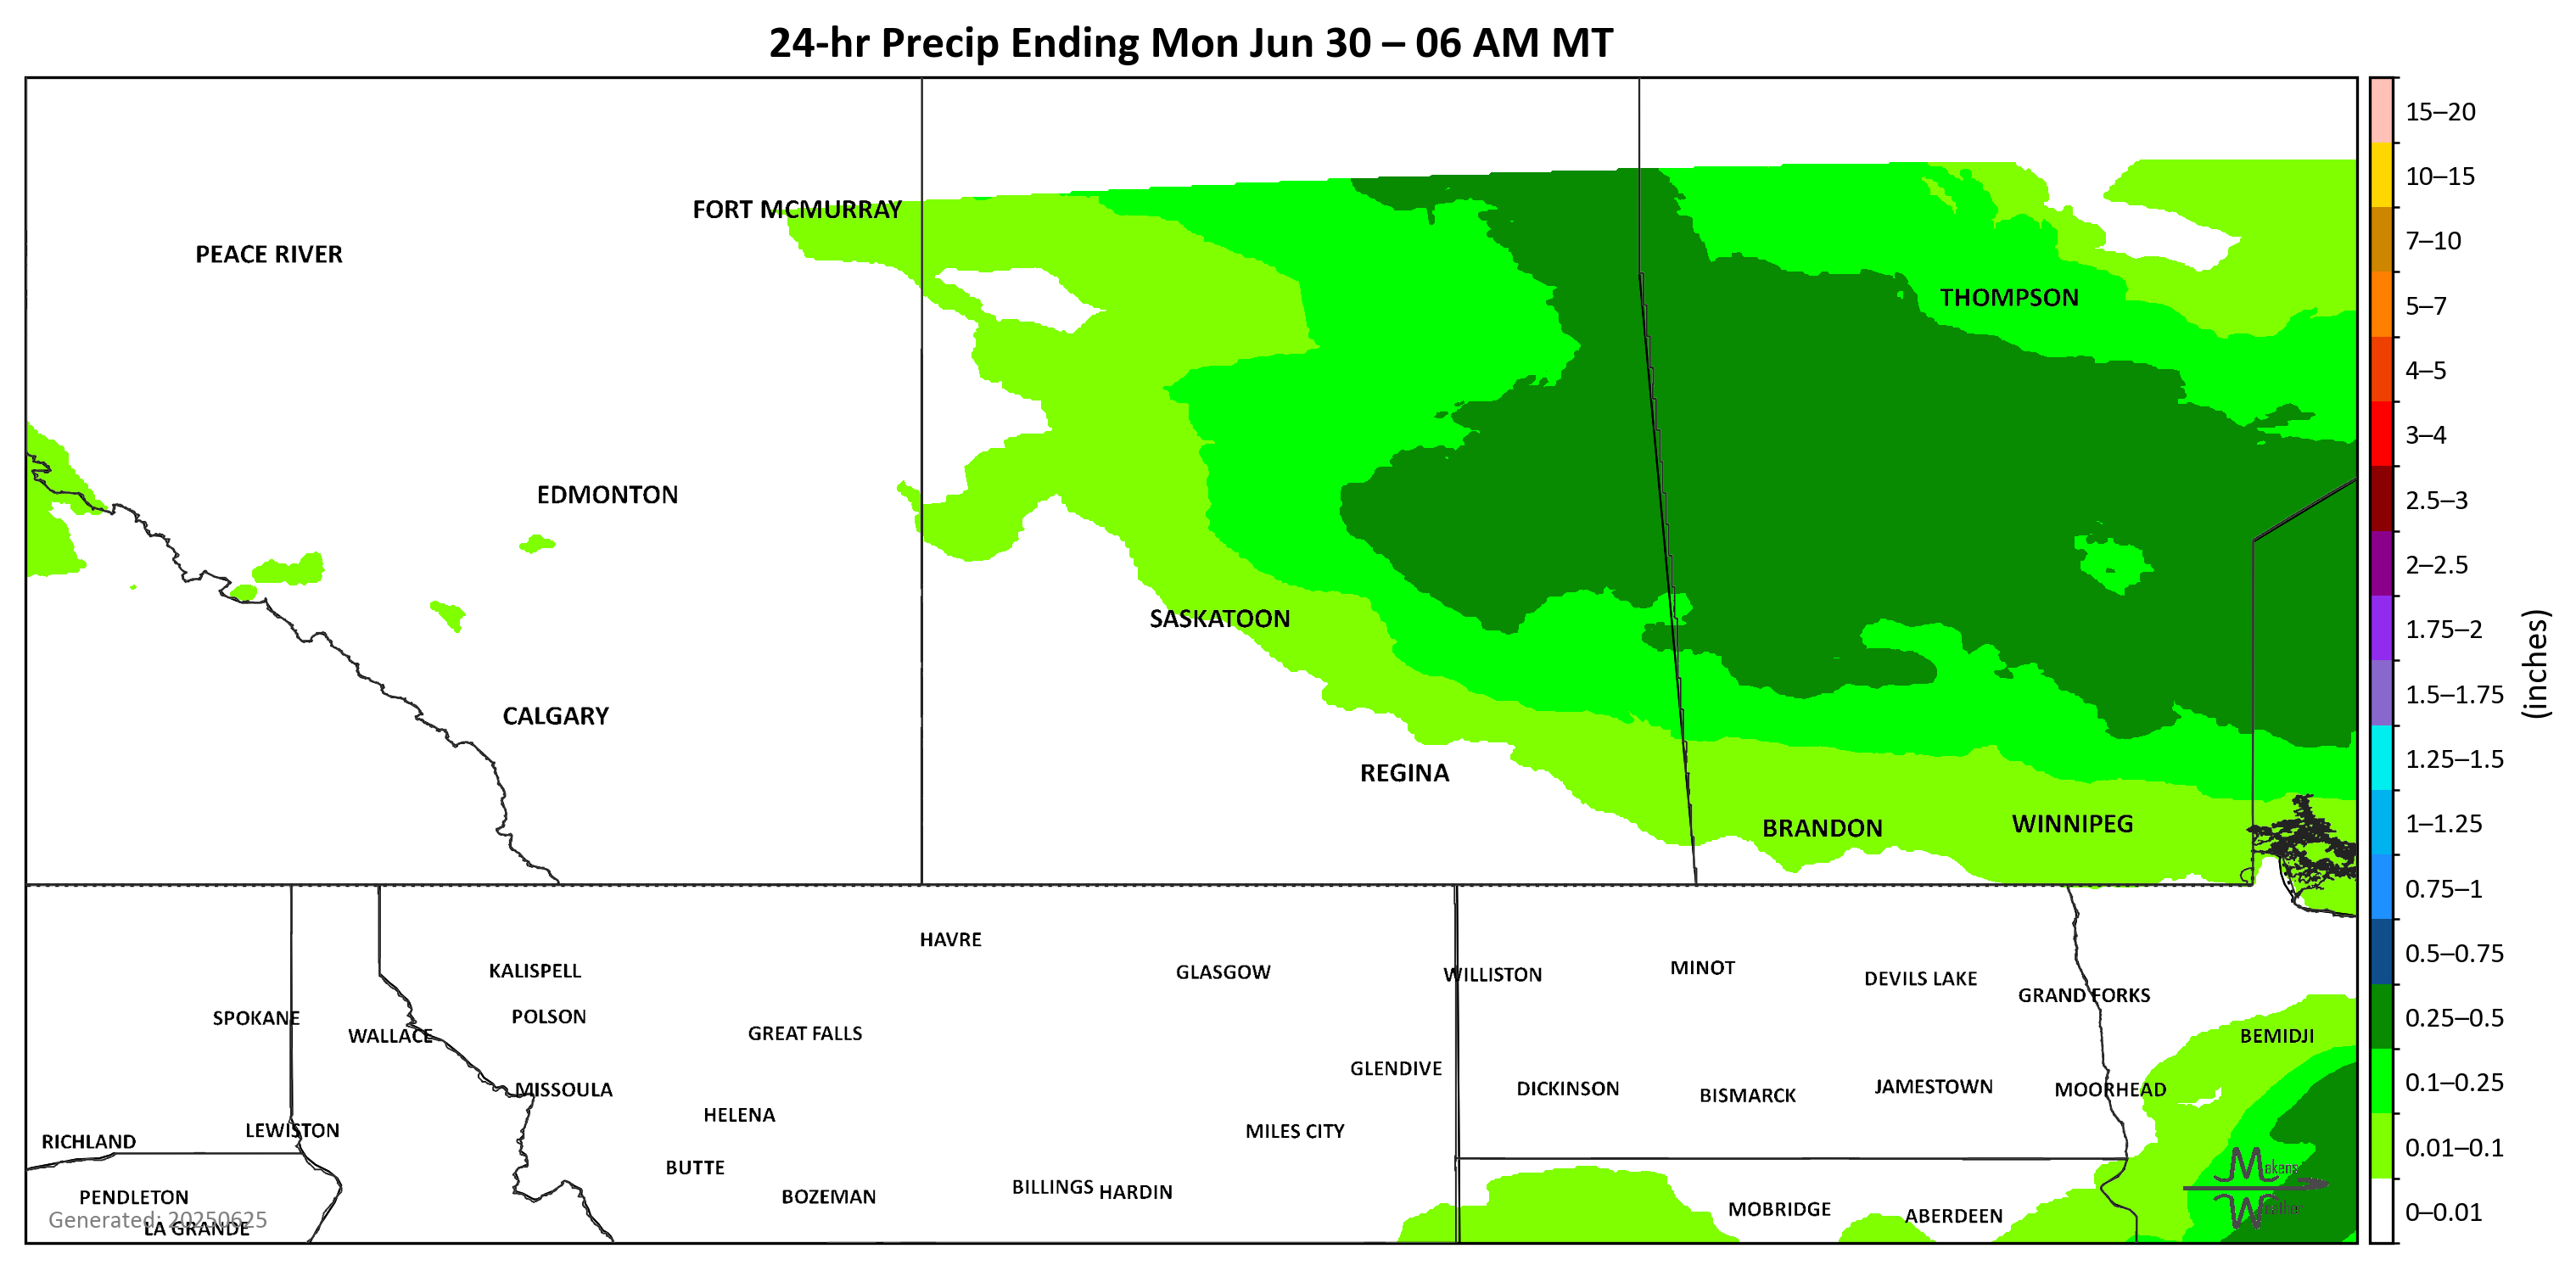 24-hr Precip Ending Mon Jun 30 – 06 AM MT
FORT MCMURRAY
PEACE RIVER
THOMPSON
EDMONTON
SASKATOON
CALGARY
REGINA
WINNIPEG
BRANDON
HAVRE
KALISPELL
GLASGOW
WILLISTON
MINOT
DEVILS LAKE
GRAND FORKS
SPOKANE
POLSON
WALLACE
GREAT FALLS
BEMIDJI
GLENDIVE
MISSOULA
DICKINSON
BISMARCK
JAMESTOWN
MOORHEAD
HELENA
LEWISTON
MILES CITY
RICHLAND
BUTTE
PENDLETON
BOZEMAN
BILLINGS
HARDIN
MOBRIDGE
ABERDEEN
Generated: 20250625
LA GRANDE
Makens
Weather
15–20
10–15
7–10
5–7
4–5
3–4
2.5–3
2–2.5
1.75–2
1.5–1.75
1.25–1.5
1–1.25
0.75–1
0.5–0.75
0.25–0.5
0.1–0.25
0.01–0.1
0–0.01
(inches)